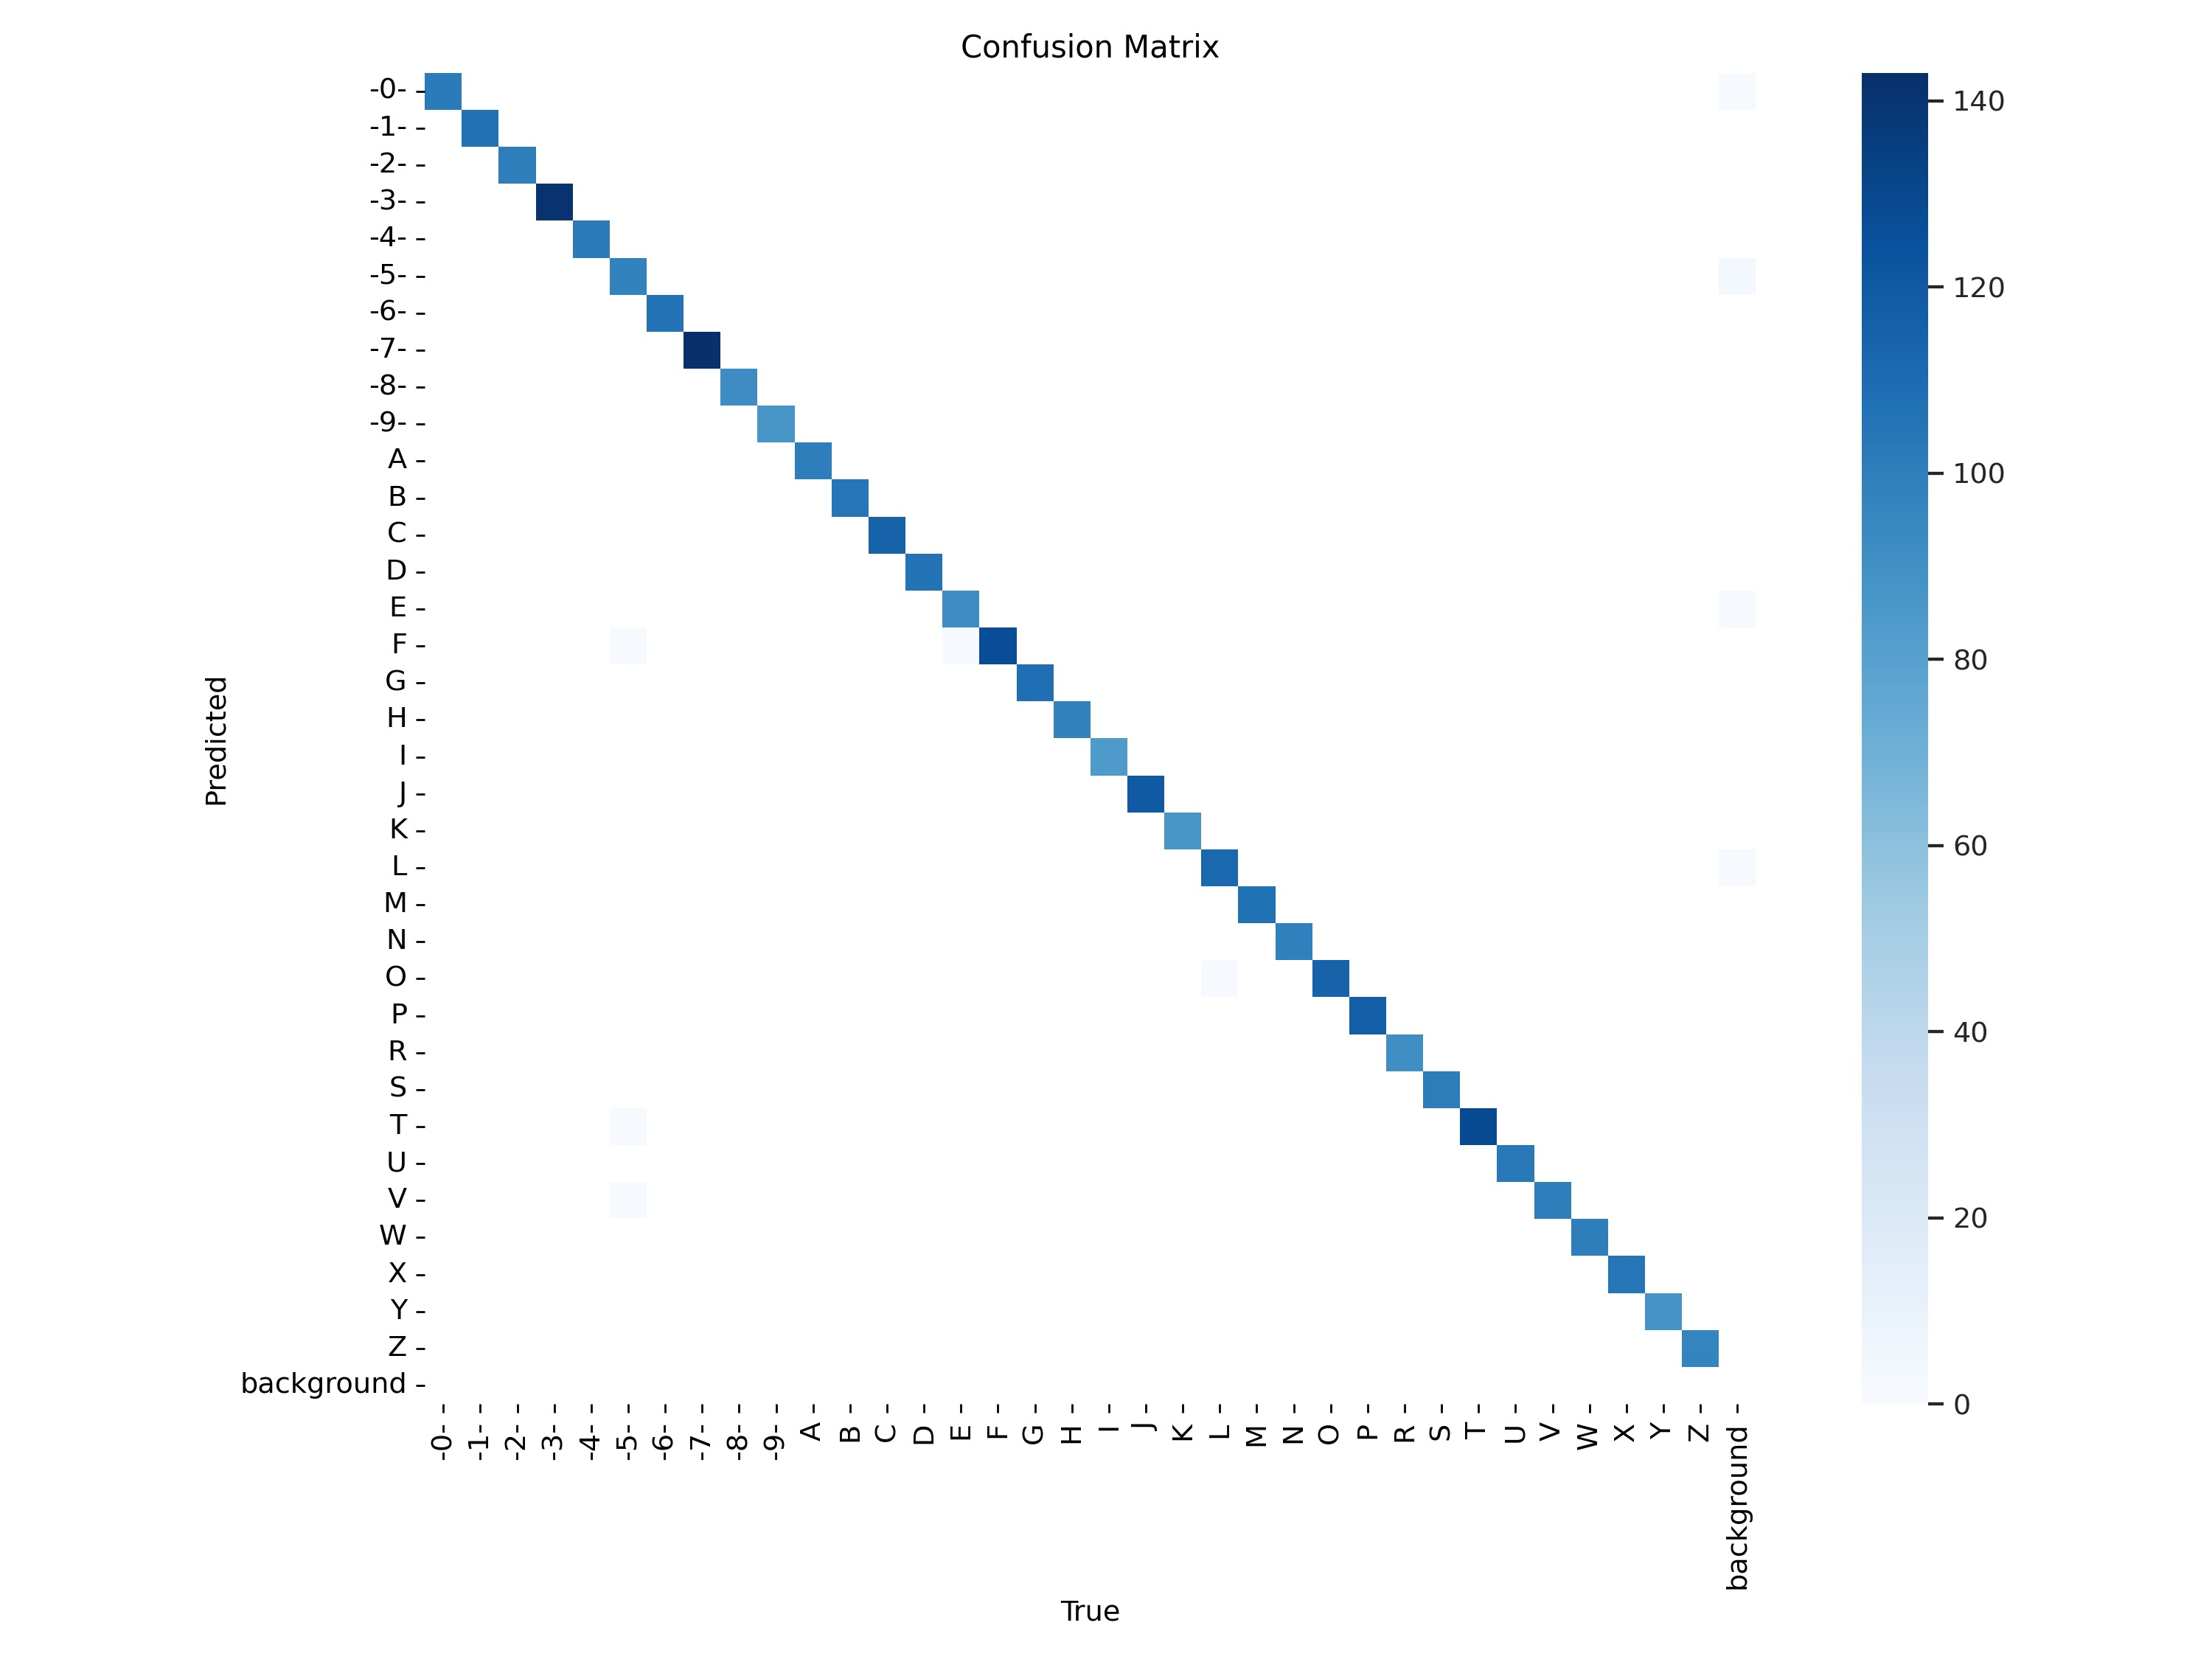 Confusion Matrix
-0-
-1-
-2-
-3-
-4-
-5-
-6-
-7-
-8-
-9-
A
B
C
D
E
F
G
H
I
J
K
L
M
N
O
P
R
S
T
U
V
W
X
Y
Z
background
Predicted
-0- -1- -2- -3- -4- -5- -6- -7- -8- -9- A B C D E F G H I J K L M N O P R S T U V W X Y Z background
True
140
120
100
80
60
40
20
0